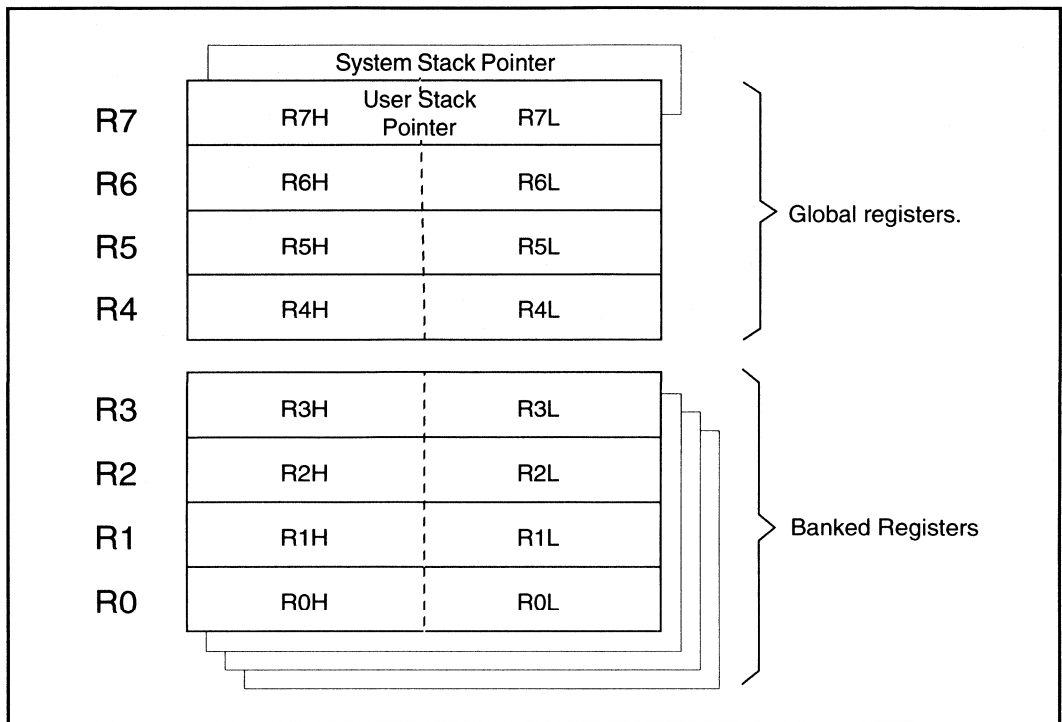 System Stack Pointer
R7 R7H User Stack Pointer R7L
R6 R6H R6L
R5 R5H R5L
R4 R4H R4L
Global registers.
R3 R3H R3L
R2 R2H R2L
R1 R1H R1L
R0 R0H R0L
Banked Registers